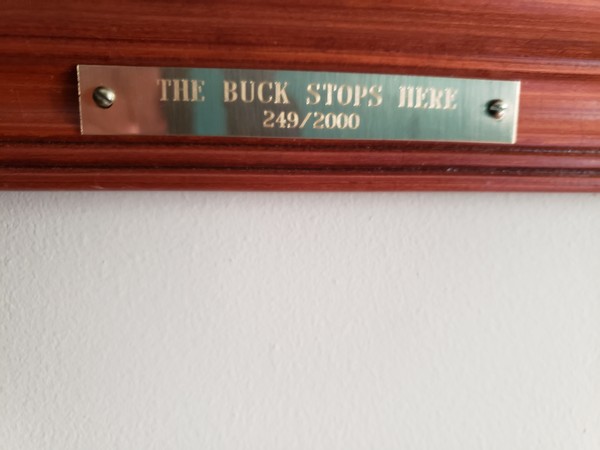 THE BUCK STOPS HERE
249/2000